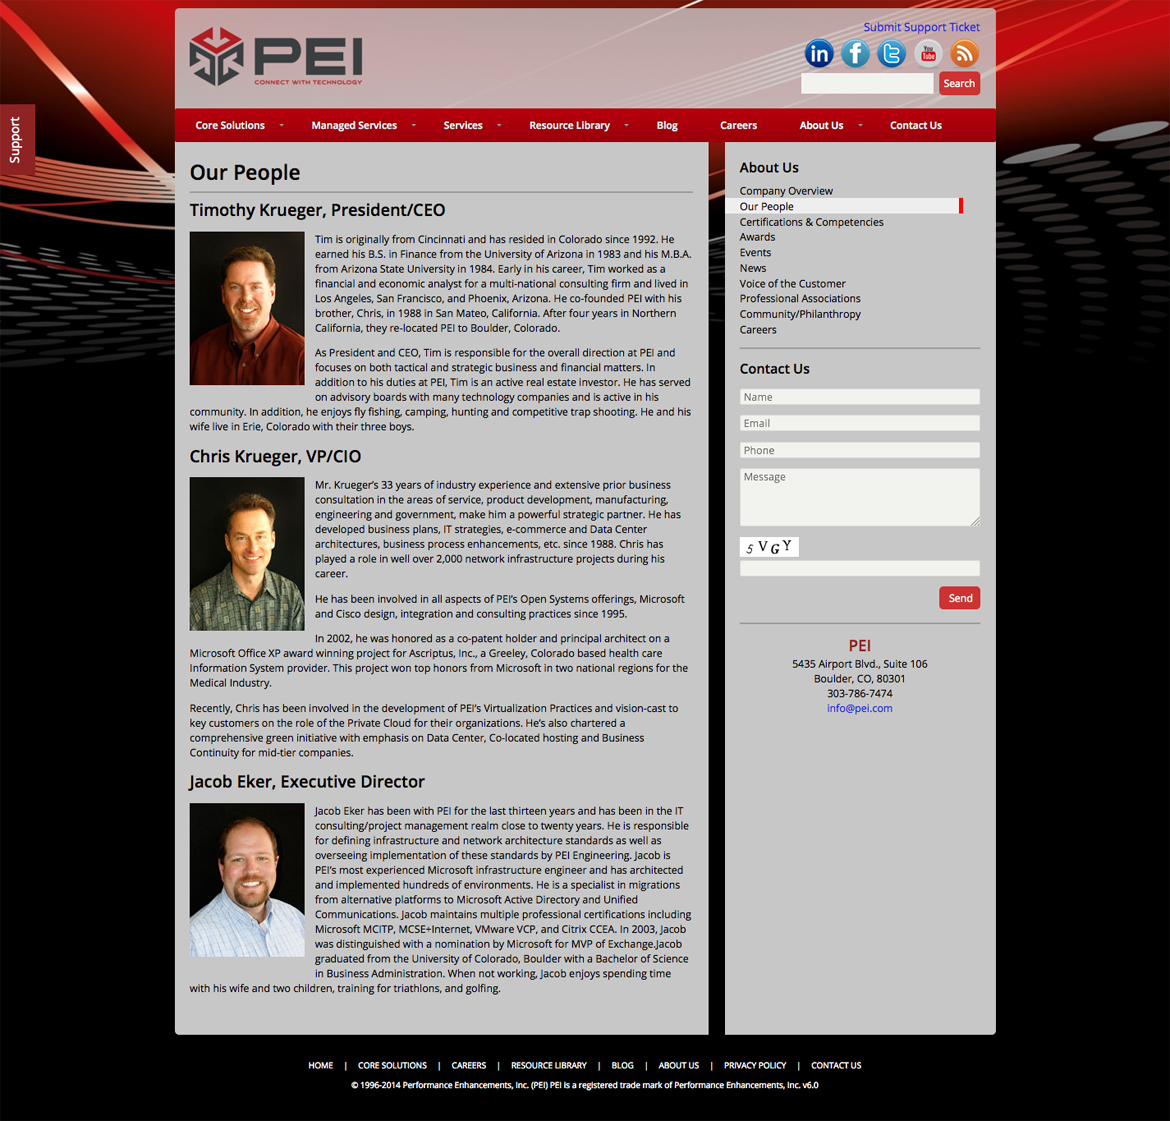 Submit Support Ticket
PEI
CONNECT WITH TECHNOLOGY
in f t You Tube
Search
Support
Core Solutions Managed Services Services Resource Library Blog Careers About Us Contact Us
Our People
Timothy Krueger, President/CEO
Tim is originally from Cincinnati and has resided in Colorado since 1992. He
earned his B.S. in Finance from the University of Arizona in 1983 and his M.B.A.
from Arizona State University in 1984. Early in his career, Tim worked as a
financial and economic analyst for a multi-national consulting firm and lived in
Los Angeles, San Francisco, and Phoenix, Arizona. He co-founded PEI with his
brother, Chris, in 1988 in San Mateo, California. After four years in Northern
California, they re-located PEI to Boulder, Colorado.
As President and CEO, Tim is responsible for the overall direction at PEI and
focuses on both tactical and strategic business and financial matters. In
addition to his duties at PEI, Tim is an active real estate investor. He has served
on advisory boards with many technology companies and is active in his
community. In addition, he enjoys fly fishing, camping, hunting and competitive trap shooting. He and his
wife live in Erie, Colorado with their three boys.
Chris Krueger, VP/CIO
Mr. Krueger's 33 years of industry experience and extensive prior business
consultation in the areas of service, product development, manufacturing,
engineering and government, make him a powerful strategic partner. He has
developed business plans, IT strategies, e-commerce and Data Center
architectures, business process enhancements, etc. since 1988. Chris has
played a role in well over 2,000 network infrastructure projects during his
career.
He has been involved in all aspects of PEI's Open Systems offerings, Microsoft
and Cisco design, integration and consulting practices since 1995.
In 2002, he was honored as a co-patent holder and principal architect on a
Microsoft Office XP award winning project for Ascriptus, Inc., a Greeley, Colorado based health care
Information System provider. This project won top honors from Microsoft in two national regions for the
Medical Industry.
Recently, Chris has been involved in the development of PEI's Virtualization Practices and vision-cast to
key customers on the role of the Private Cloud for their organizations. He's also chartered a
comprehensive green initiative with emphasis on Data Center, Co-located hosting and Business
Continuity for mid-tier companies.
Jacob Eker, Executive Director
Jacob Eker has been with PEI for the last thirteen years and has been in the IT
consulting/project management realm close to twenty years. He is responsible
for defining infrastructure and network architecture standards as well as
overseeing implementation of these standards by PEI Engineering. Jacob is
PEI's most experienced Microsoft infrastructure engineer and has architected
and implemented hundreds of environments. He is a specialist in migrations
from alternative platforms to Microsoft Active Directory and Unified
Communications. Jacob maintains multiple professional certifications including
Microsoft MCITP, MCSE+Internet, VMware VCP, and Citrix CCEA. In 2003, Jacob
was distinguished with a nomination by Microsoft for MVP of Exchange.Jacob
graduated from the University of Colorado, Boulder with a Bachelor of Science
in Business Administration. When not working, Jacob enjoys spending time
with his wife and two children, training for triathlons, and golfing.
About Us
Company Overview
Our People
Certifications & Competencies
Awards
Events
News
Voice of the Customer
Professional Associations
Community/Philanthropy
Careers
Contact Us
Name
Email
Phone
Message
5 V G Y
Send
PEI
5435 Airport Blvd., Suite 106
Boulder, CO, 80301
303-786-7474
info@pei.com
HOME | CORE SOLUTIONS | CAREERS | RESOURCE LIBRARY | BLOG | ABOUT US | PRIVACY POLICY | CONTACT US
© 1996-2014 Performance Enhancements, Inc. (PEI) PEI is a registered trade mark of Performance Enhancements, Inc. v6.0